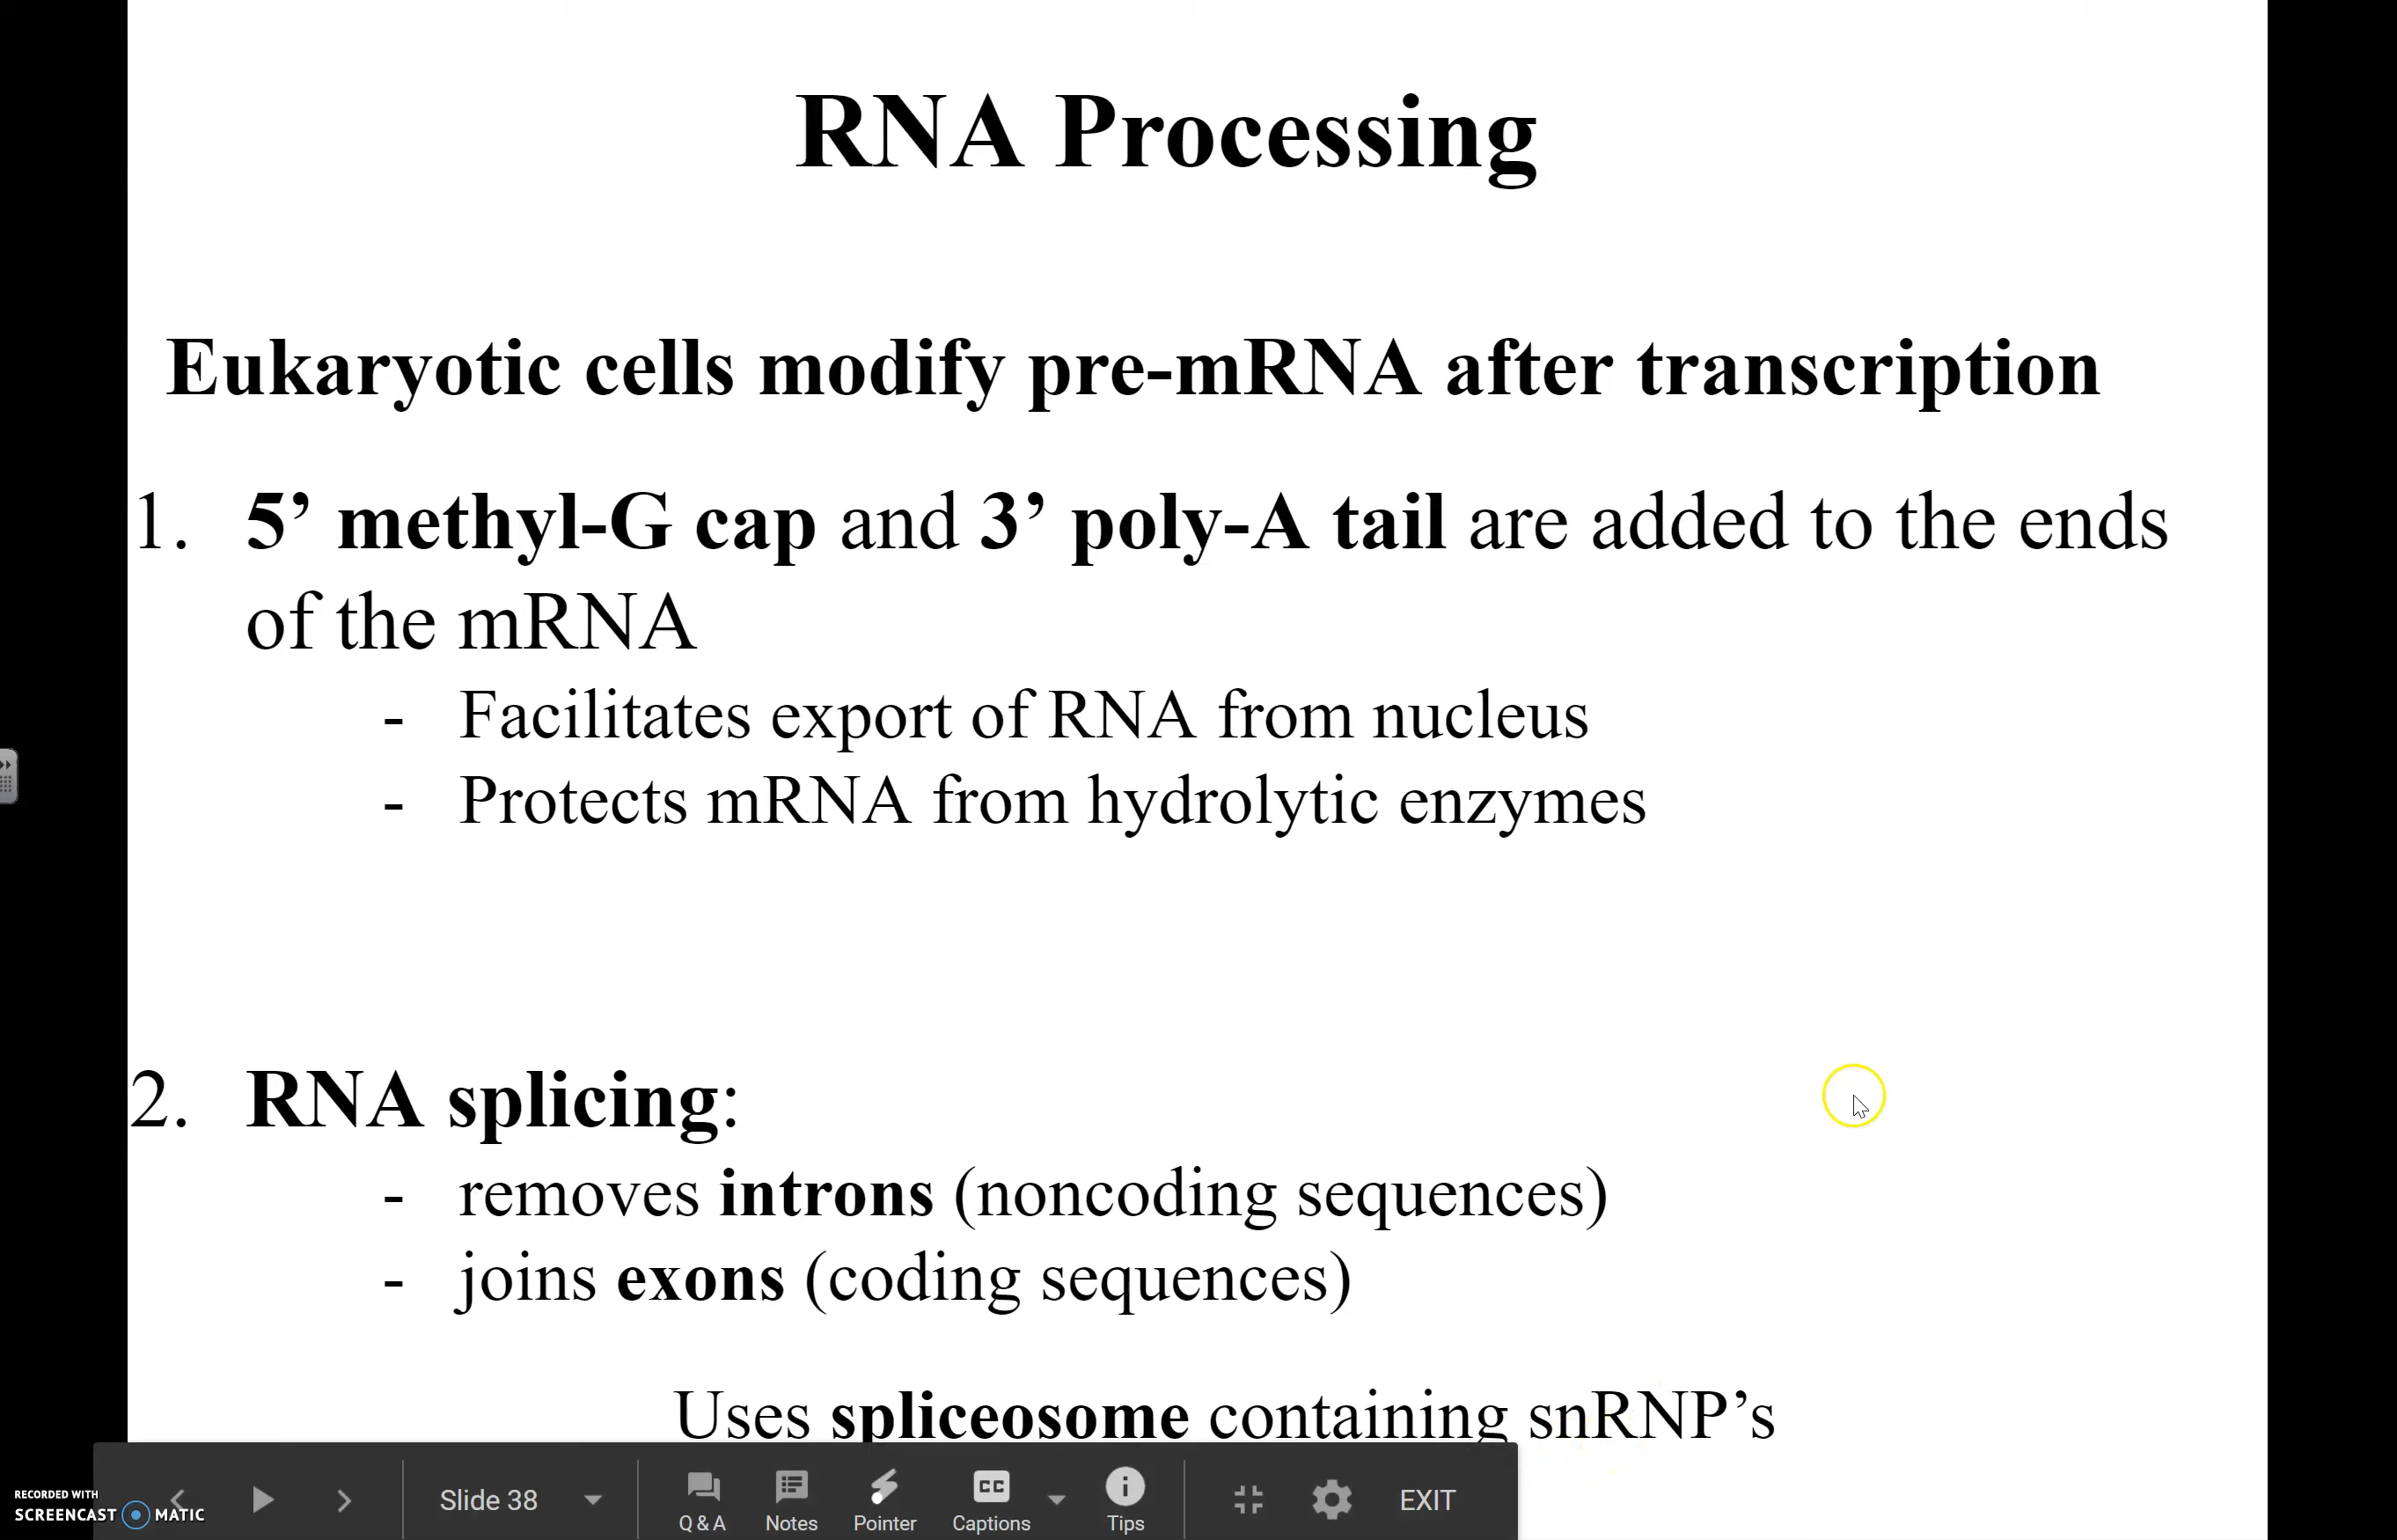 RNA Processing
Eukaryotic cells modify pre-mRNA after transcription
1. 5’ methyl-G cap and 3’ poly-A tail are added to the ends
of the mRNA
- Facilitates export of RNA from nucleus
- Protects mRNA from hydrolytic enzymes
2. RNA splicing:
- removes introns (noncoding sequences)
- joins exons (coding sequences)
Uses spliceosome containing snRNP’s
RECORDED WITH
SCREENCAST MATIC
Slide 38
Q & A Notes Pointer CC Captions i Tips EXIT